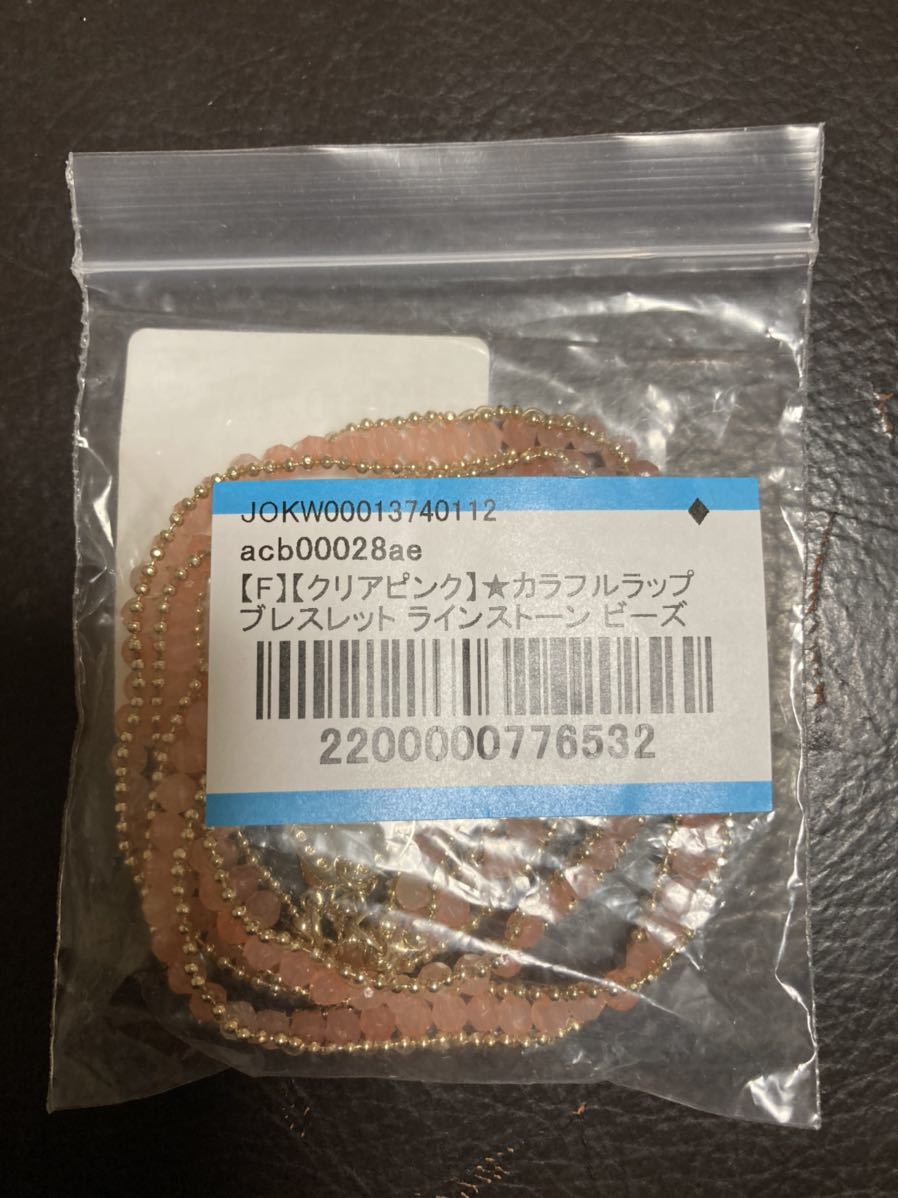 JOKW00013740112 ♦
acb00028ae
【F】【クリアピンク】★カラフルラップ
ブレスレット ラインストーン ビーズ
2200000776532